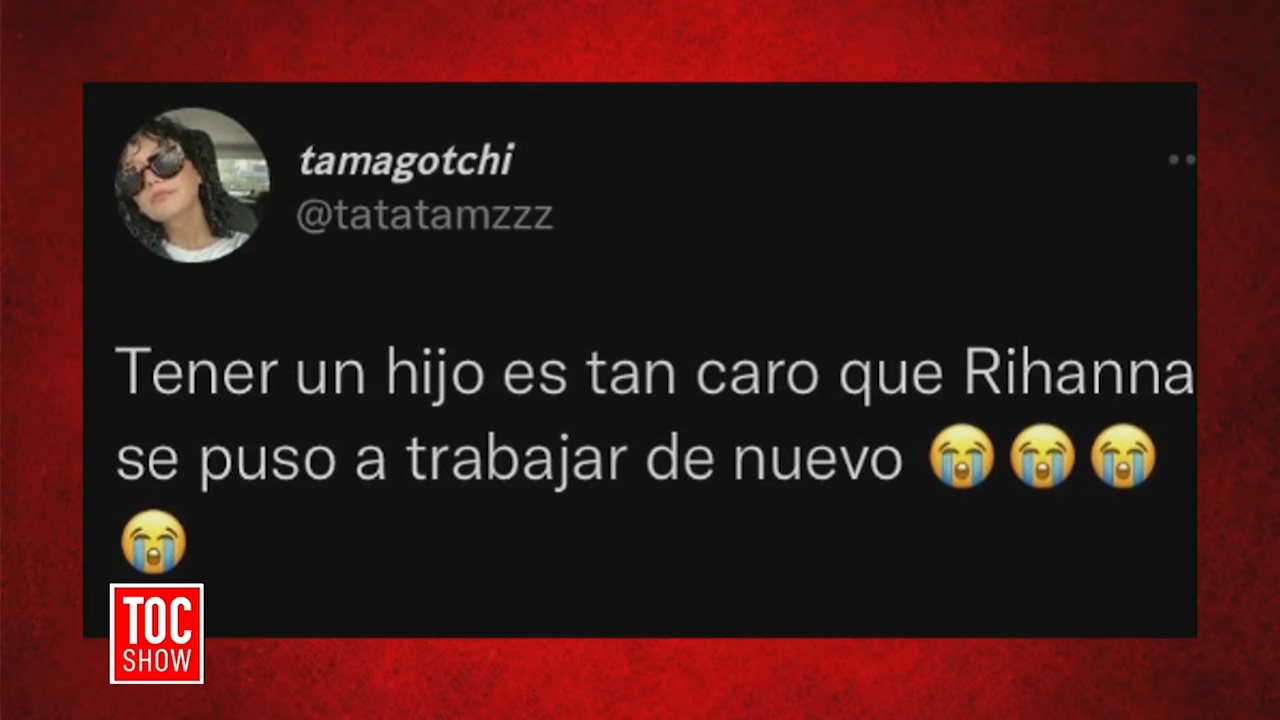 tamagotchi
@tatatamzzz
Tener un hijo es tan caro que Rihanna
se puso a trabajar de nuevo 😭😭😭
😭
TOC
SHOW